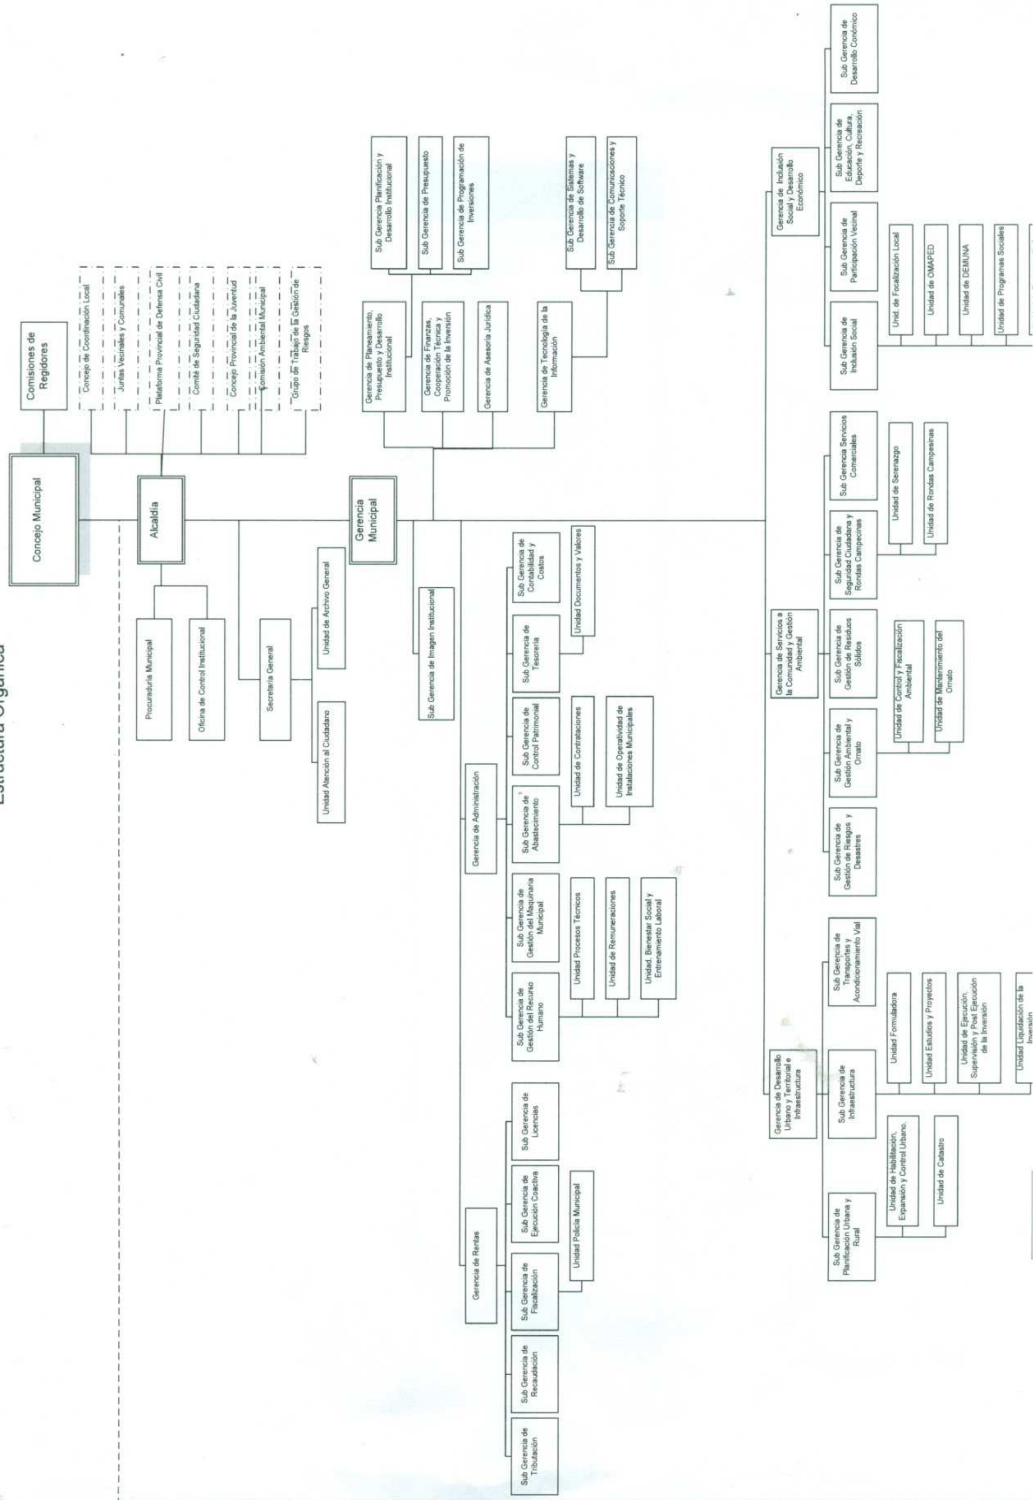 Estructura Orgánica
Concejo Municipal
Comisiones de
Regidores
Concejo de Coordinación Local
Juntas Vecinales y Comunales
Plataforma Provincial de Defensa Civil
Comité de Seguridad Ciudadana
Concejo Provincial de la Juventud
Comisión Ambiental Municipal
Grupo de Trabajo de la Gestión de
Riesgos
Alcaldía
Procuraduría Municipal
Oficina de Control Institucional
Secretaría General
Unidad Atención al Ciudadano
Unidad de Archivo General
Gerencia
Municipal
Gerencia de Planeamiento,
Presupuesto y Desarrollo
Institucional
Sub Gerencia Planificación y
Desarrollo Institucional
Sub Gerencia de Presupuesto
Sub Gerencia de Programación de
Inversiones
Gerencia de Finanzas,
Cooperación Técnica y
Promoción de la Inversión
Gerencia de Asesoría Jurídica
Gerencia de Tecnología de la
Información
Sub Gerencia de Sistemas y
Desarrollo de Software
Sub Gerencia de Comunicaciones y
Soporte Técnico
Sub Gerencia de Imagen Institucional
Gerencia de Rentas
Sub Gerencia de
Tributación
Sub Gerencia de
Recaudación
Sub Gerencia de
Fiscalización
Sub Gerencia de
Ejecución Coactiva
Sub Gerencia de
Licencias
Unidad Policía Municipal
Gerencia de Administración
Sub Gerencia de
Gestión del Recurso
Humano
Sub Gerencia de
Gestión del Maquinaria
Municipal
Sub Gerencia de
Abastecimiento
Sub Gerencia de
Control Patrimonial
Sub Gerencia de
Tesorería
Sub Gerencia de
Contabilidad y
Costos
Unidad Procesos Técnicos
Unidad de Remuneraciones
Unidad. Bienestar Social y
Entrenamiento Laboral
Unidad de Contrataciones
Unidad de Operatividad de
Instalaciones Municipales
Unidad Documentos y Valores
Gerencia de Desarrollo
Urbano y Territorial e
Infraestructura
Sub Gerencia de
Planificación Urbana y
Rural
Sub Gerencia de
Infraestructura
Sub Gerencia de
Transportes y
Acondicionamiento Vial
Unidad de Habilitación,
Expansión y Control Urbano.
Unidad de Catastro
Unidad Formuladora
Unidad Estudios y Proyectos
Unidad de Ejecución,
Supervisión y Post Ejecución
de la Inversión
Unidad Liquidación de la
Inversión
Gerencia de Servicios a
la Comunidad y Gestión
Ambiental
Sub Gerencia de
Gestión de Riesgos y
Desastres
Sub Gerencia de
Gestión Ambiental y
Ornato
Sub Gerencia de
Gestión de Residuos
Sólidos
Sub Gerencia de
Seguridad Ciudadana y
Rondas Campecinas
Sub Gerencia Servicios
Comerciales
Unidad de Control y Fiscalización
Ambiental
Unidad de Mantenimiento del
Ornato
Unidad de Serenazgo
Unidad de Rondas Campesinas
Gerencia de Inclusión
Social y Desarrollo
Económico
Sub Gerencia de
Inclusión Social
Sub Gerencia de
Participación Vecinal
Sub Gerencia de
Educación, Cultura,
Deporte y Recreación
Sub Gerencia de
Desarrollo Conómico
Unid. de Focalización Local
Unidad de OMAPED
Unidad de DEMUNA
Unidad de Programas Sociales